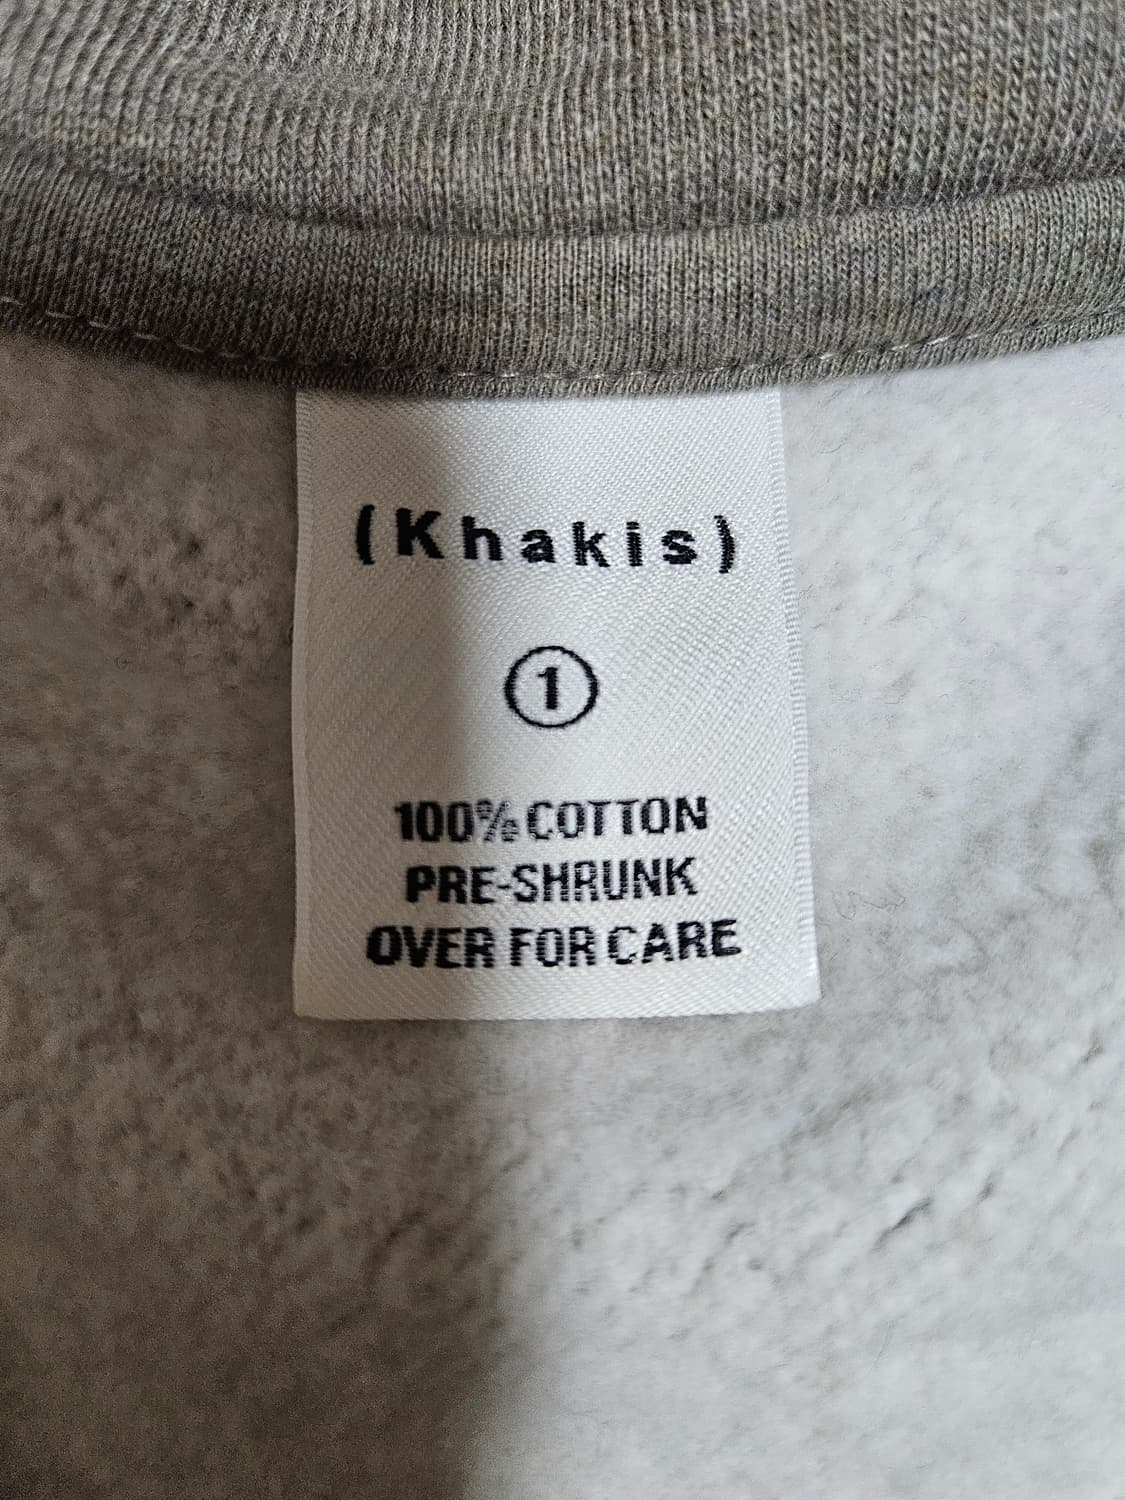 (Khakis)
1
100% COTTON
PRE-SHRUNK
OVER FOR CARE